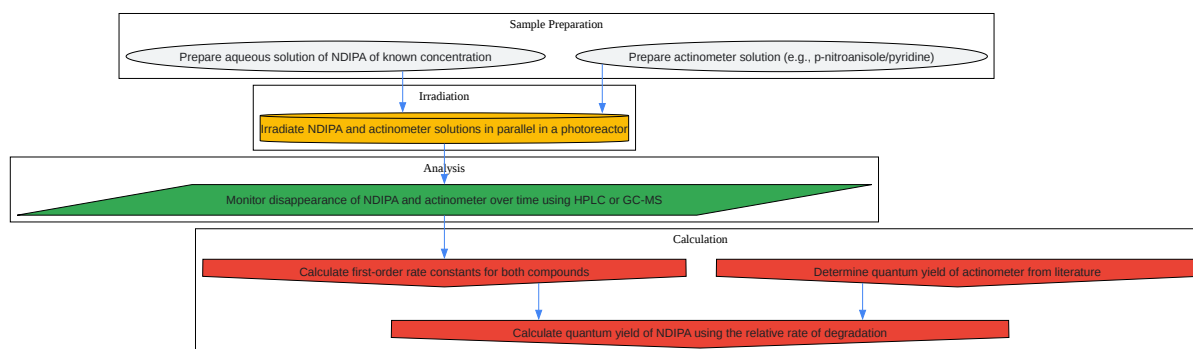 Sample Preparation
Prepare aqueous solution of NDIPA of known concentration
Prepare actinometer solution (e.g., p-nitroanisole/pyridine)
Irradiation
Irradiate NDIPA and actinometer solutions in parallel in a photoreactor
Analysis
Monitor disappearance of NDIPA and actinometer over time using HPLC or GC-MS
Calculation
Calculate first-order rate constants for both compounds
Determine quantum yield of actinometer from literature
Calculate quantum yield of NDIPA using the relative rate of degradation